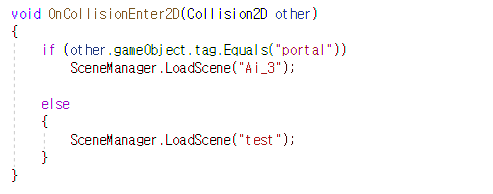 void OnCollisionEnter2D(Collision2D other)
{
    if (other.gameObject.tag.Equals("portal"))
        SceneManager.LoadScene("Ai_3");

    else
    {
        SceneManager.LoadScene("test");
    }
}